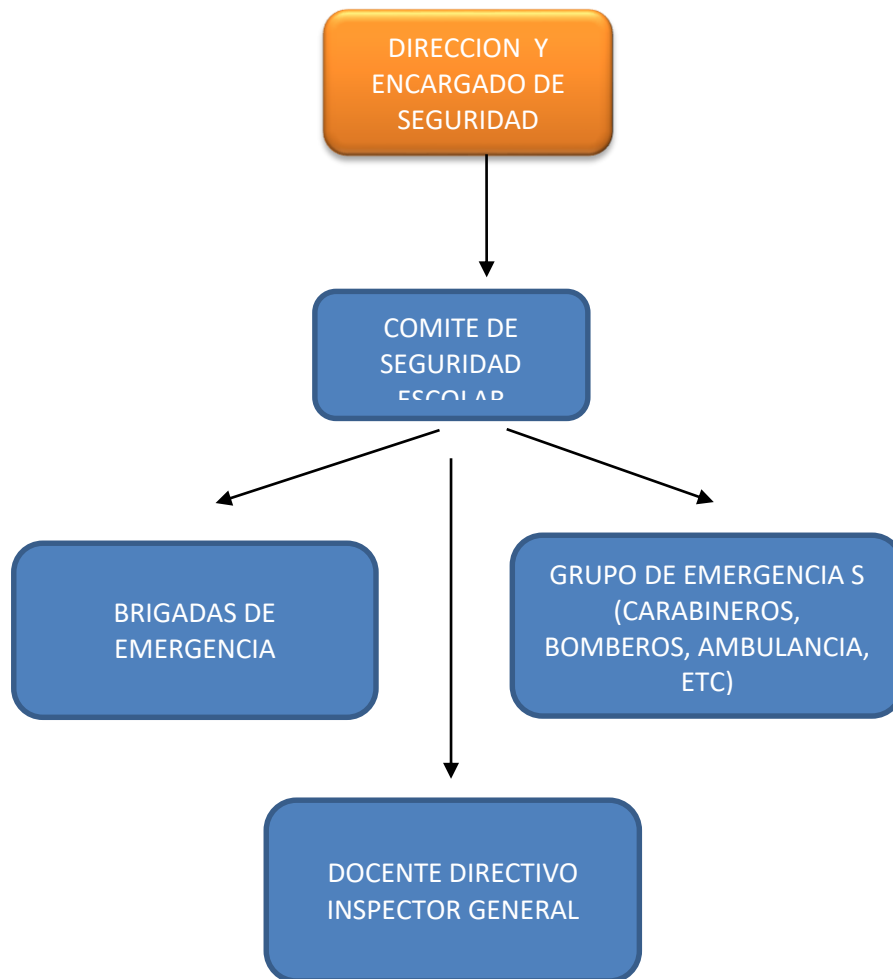 DIRECCION Y
ENCARGADO DE
SEGURIDAD
COMITE DE
SEGURIDAD
ESCOLAR
BRIGADAS DE
EMERGENCIA
GRUPO DE EMERGENCIA S
(CARABINEROS,
BOMBEROS, AMBULANCIA,
ETC)
DOCENTE DIRECTIVO
INSPECTOR GENERAL